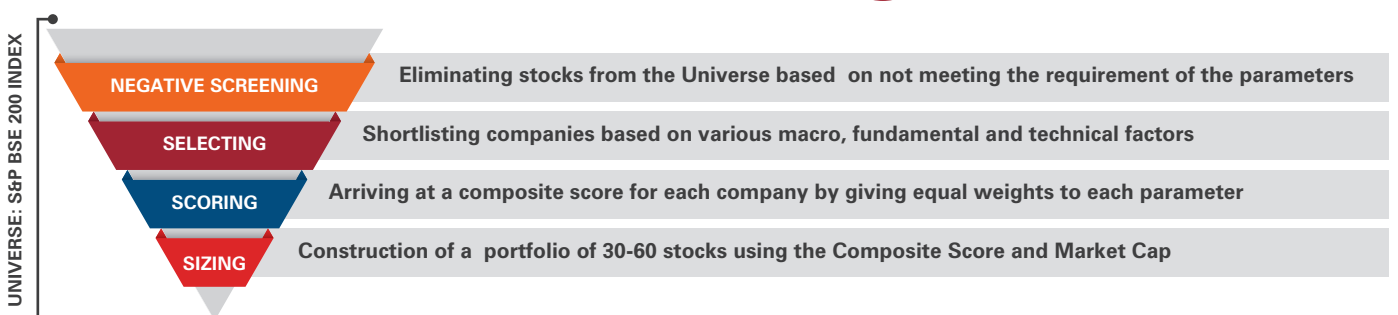 UNIVERSE: S&P BSE 200 INDEX
NEGATIVE SCREENING
Eliminating stocks from the Universe based on not meeting the requirement of the parameters
SELECTING
Shortlisting companies based on various macro, fundamental and technical factors
SCORING
Arriving at a composite score for each company by giving equal weights to each parameter
SIZING
Construction of a portfolio of 30-60 stocks using the Composite Score and Market Cap